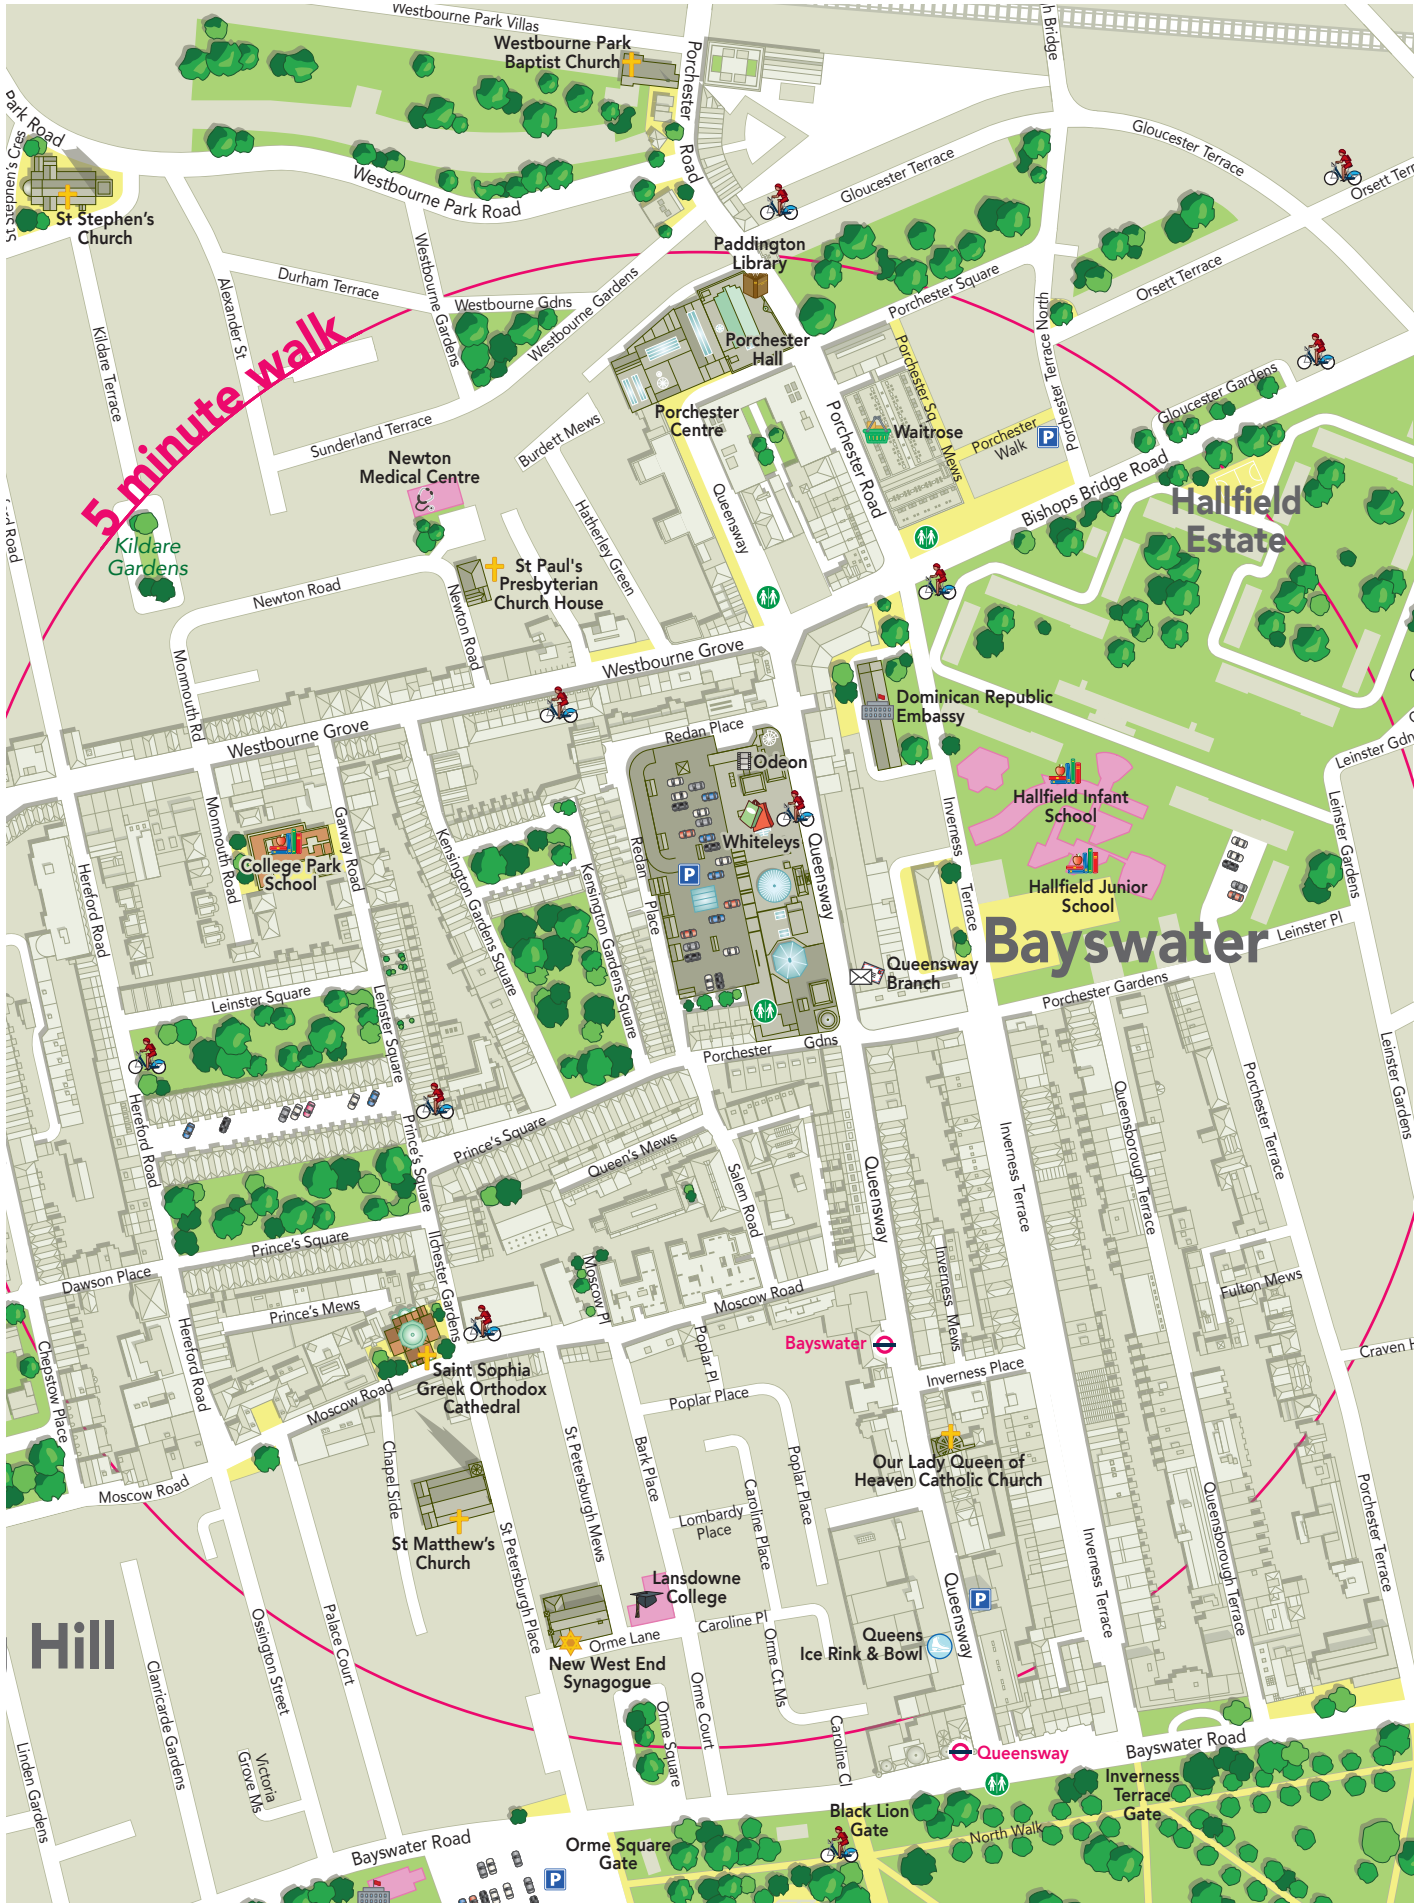 Westbourne Park Villas
Westbourne Park
Baptist Church
Porchester
Road
Bridge
Park Road
St Stephen's Cres
St Stephen's
Church
Westbourne Park Road
Gloucester Terrace
Gloucester Terrace
Orsett Terr
Paddington
Library
Durham Terrace
Alexander St
Westbourne Gardens
Westbourne Gdns
Westbourne Gardens
Porchester Square
Orsett Terrace
Porchester Terrace North
Kildare Terrace
5 minute walk
Porchester
Hall
Porchester Sq
Mews
Gloucester Gardens
Sunderland Terrace
Burdett Mews
Porchester
Centre
Porchester Road
Waitrose
Porchester
Walk
P
Newton
Medical Centre
Bishops Bridge Road
Hallfield
Estate
Kildare
Gardens
Hatherley Green
Queensway
ord Road
Newton Road
Newton Road
St Paul's
Presbyterian
Church House
Monmouth Rd
Westbourne Grove
Westbourne Grove
Dominican Republic
Embassy
Redan Place
Odeon
Leinster Gdn
Whiteleys
Queensway
Hallfield Infant
School
Hallfield Junior
School
Leinster Gardens
Inverness
Terrace
Monmouth Road
Garway Road
College Park
School
Hereford Road
Kensington Gardens Square
Kensington Gardens Square
Redan
Place
P
Bayswater
Leinster Pl
Queensway
Branch
Porchester Gardens
Leinster Square
Leinster Square
Porchester
Gdns
Leinster Gardens
Hereford Road
Prince's Square
Prince's Square
Queen's Mews
Salem Road
Queensway
Inverness Terrace
Queensborough Terrace
Porchester Terrace
Prince's Square
Ilchester Gardens
Dawson Place
Prince's Mews
Moscow Pl
Moscow Road
Inverness Mews
Fulton Mews
Hereford Road
Chepstow Place
Bayswater
Poplar Pl
Inverness Place
Craven H
Saint Sophia
Greek Orthodox
Cathedral
Moscow Road
Poplar Place
Poplar Place
Our Lady Queen of
Heaven Catholic Church
Moscow Road
Chapel Side
St Petersburgh Mews
Bark Place
Caroline Place
Lombardy
Place
St Matthew's
Church
St Petersburgh Place
Queensborough Terrace
Porchester Terrace
Inverness Terrace
Lansdowne
College
Queensway
P
Hill
Ossington Street
Palace Court
Caroline Pl
Orme Lane
Orme Ct Ms
Queens
Ice Rink & Bowl
New West End
Synagogue
Clanricarde Gardens
Orme Square
Orme Court
Caroline Cl
Queensway
Bayswater Road
Linden Gardens
Victoria
Grove Ms
Inverness
Terrace
Gate
Black Lion
Gate
North Walk
Bayswater Road
Orme Square
Gate
P